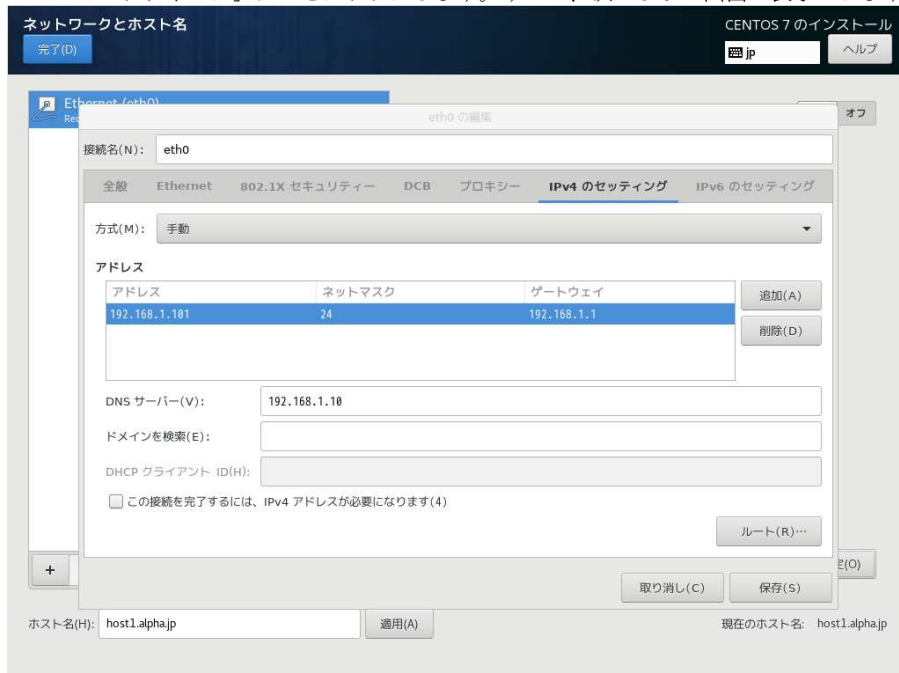 ネットワークとホスト名
CENTOS 7 のインストール
完了(D)
jp
ヘルプ
オフ
eth0 の編集
接続名(N): eth0
全般 Ethernet 802.1X セキュリティー DCB プロキシー IPv4 のセッティング IPv6 のセッティング
方式(M): 手動
アドレス
アドレス ネットマスク ゲートウェイ
192.168.1.101 24 192.168.1.1
追加(A)
削除(D)
DNS サーバー(V): 192.168.1.10
ドメインを検索(E):
DHCP クライアント ID(H):
この接続を完了するには、IPv4 アドレスが必要になります(4)
ルート(R)…
+
(O)
取り消し(C) 保存(S)
ホスト名(H): host1.alpha.jp 適用(A) 現在のホスト名: host1.alpha.jp